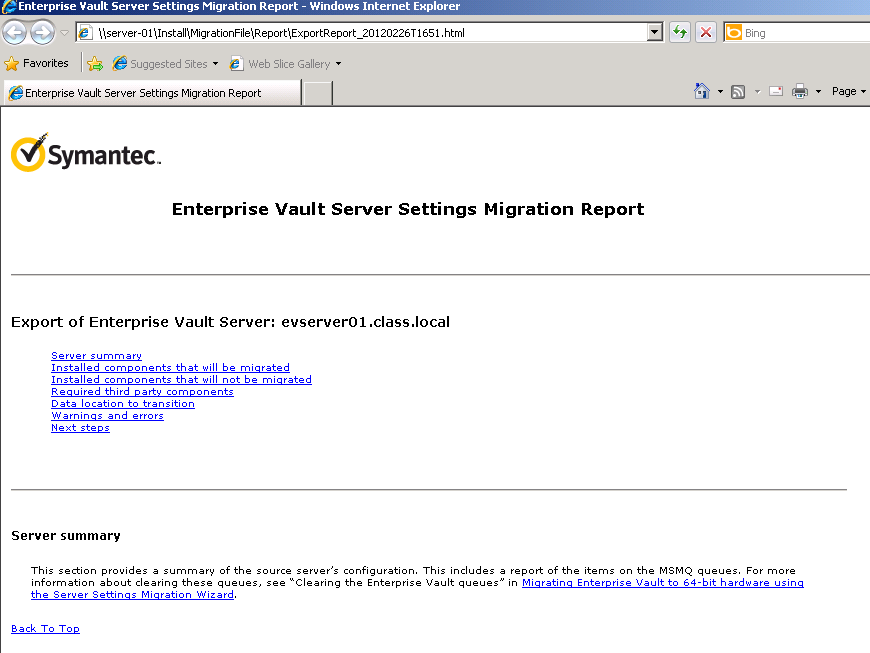 Enterprise Vault Server Settings Migration Report - Windows Internet Explorer
\\server-01\Install\MigrationFile\Report\ExportReport_20120226T1651.html
Bing
Favorites
Suggested Sites
Web Slice Gallery
Enterprise Vault Server Settings Migration Report
Page
Symantec™
Enterprise Vault Server Settings Migration Report
Export of Enterprise Vault Server: evserver01.class.local
Server summary
Installed components that will be migrated
Installed components that will not be migrated
Required third party components
Data location to transition
Warnings and errors
Next steps
Server summary
This section provides a summary of the source server's configuration. This includes a report of the items on the MSMQ queues. For more
information about clearing these queues, see “Clearing the Enterprise Vault queues” in Migrating Enterprise Vault to 64-bit hardware using
the Server Settings Migration Wizard.
Back To Top